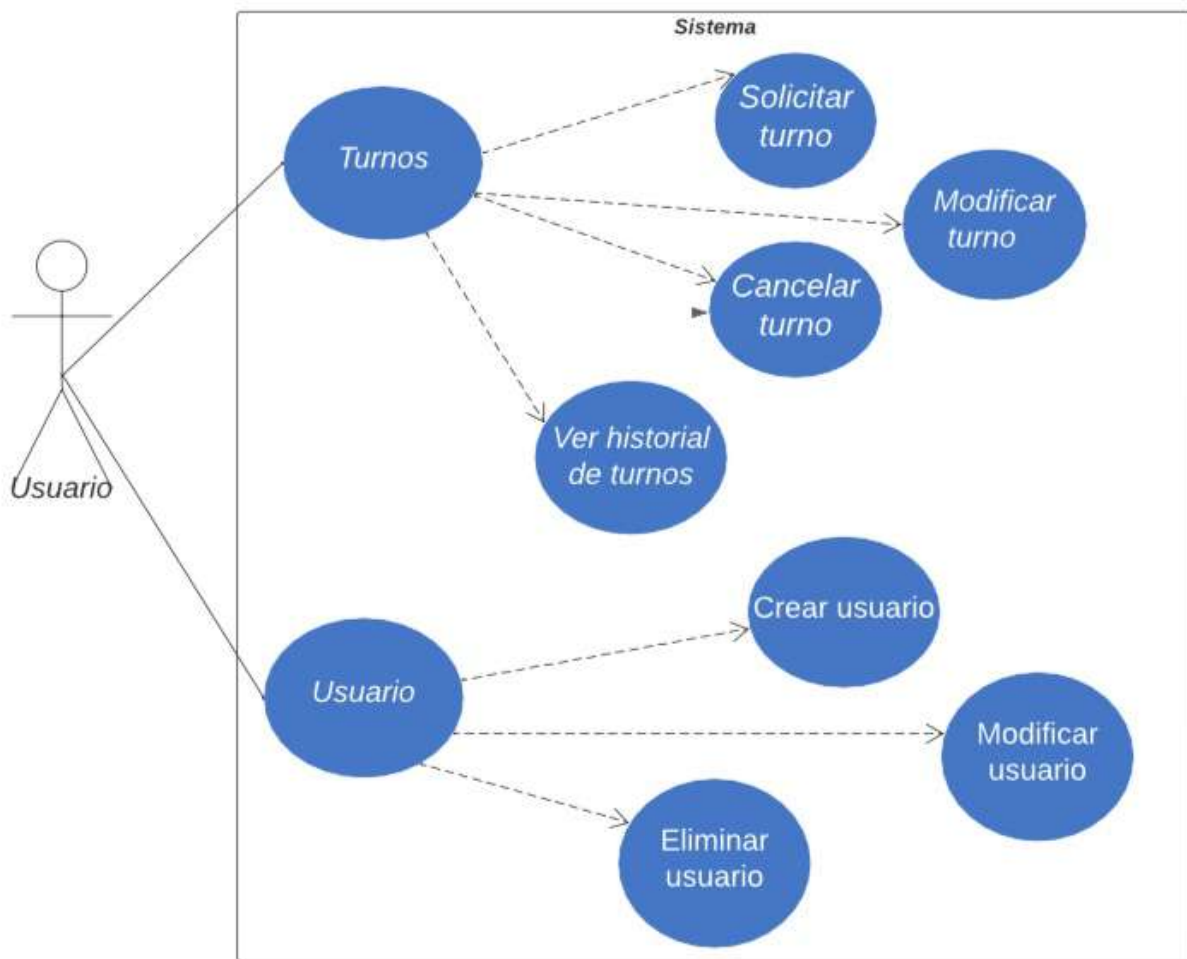 Sistema
Solicitar
turno
Turnos
Modificar
turno
Cancelar
turno
Ver historial
de turnos
Usuario
Crear usuario
Usuario
Modificar
usuario
Eliminar
usuario